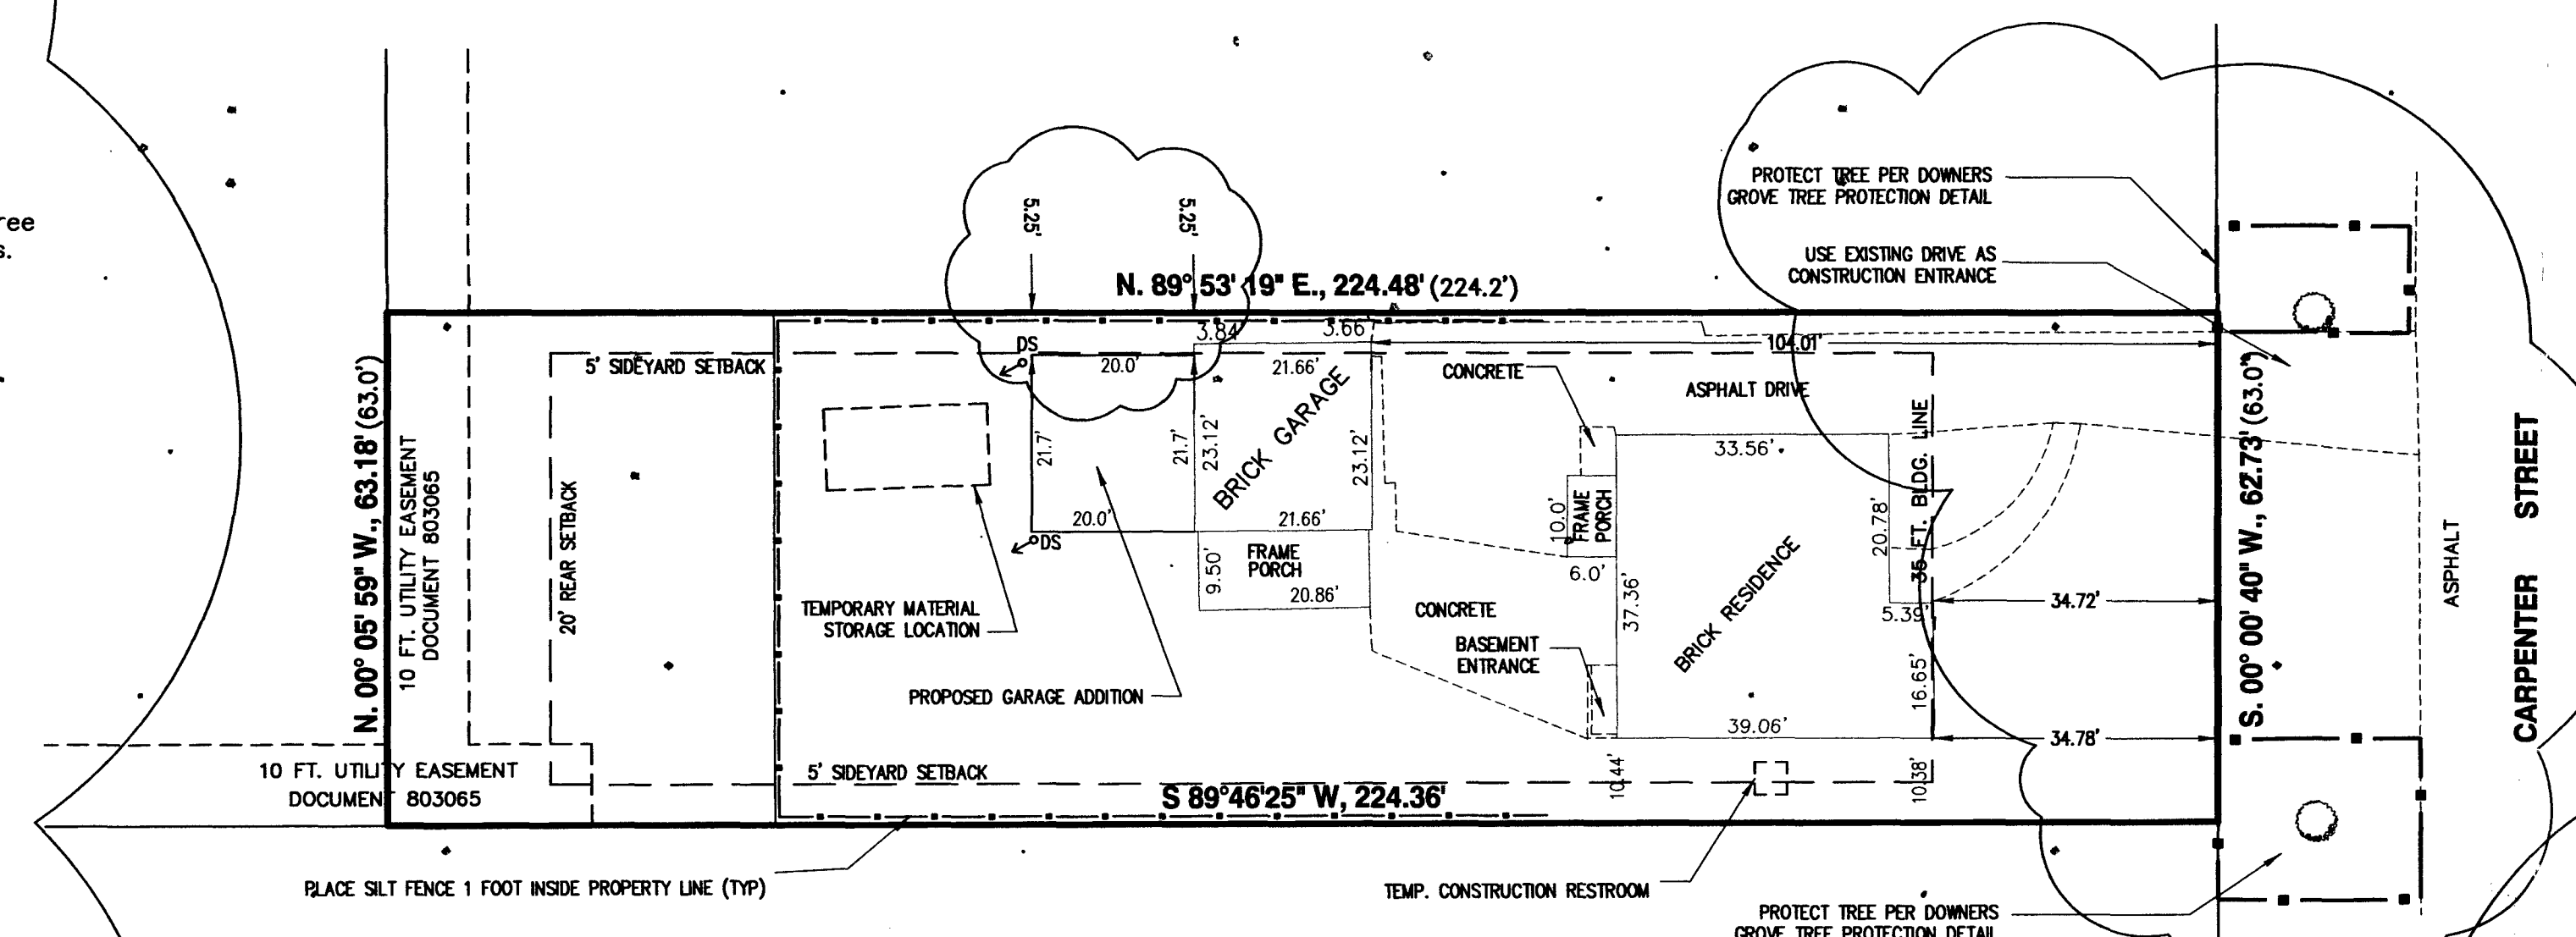 ree
s.
PROTECT TREE PER DOWNERS
GROVE TREE PROTECTION DETAIL
USE EXISTING DRIVE AS
CONSTRUCTION ENTRANCE
5.25'
5.25'
N. 89° 53' 19" E., 224.48' (224.2')
3.84'
3.66'
104.01'
DS
5' SIDEYARD SETBACK
20.0'
21.66'
CONCRETE
ASPHALT DRIVE
N. 00° 05' 59" W., 63.18' (63.0')
10 FT. UTILITY EASEMENT
DOCUMENT 803065
20' REAR SETBACK
21.7'
21.7'
23.12'
BRICK GARAGE
23.12'
33.56'
35 FT. BLDG. LINE
S. 00° 00' 40" W., 62.73' (63.0')
CARPENTER STREET
ASPHALT
20.0'
21.66'
10.0'
FRAME
PORCH
20.78'
DS
9.50'
FRAME
PORCH
20.86'
6.0'
37.36'
BRICK RESIDENCE
5.39'
34.72'
TEMPORARY MATERIAL
STORAGE LOCATION
CONCRETE
BASEMENT
ENTRANCE
16.65'
PROPOSED GARAGE ADDITION
39.06'
34.78'
10 FT. UTILITY EASEMENT
DOCUMENT 803065
5' SIDEYARD SETBACK
10.44'
10.38'
S 89°46'25" W, 224.36'
PLACE SILT FENCE 1 FOOT INSIDE PROPERTY LINE (TYP)
TEMP. CONSTRUCTION RESTROOM
PROTECT TREE PER DOWNERS
GROVE TREE PROTECTION DETAIL